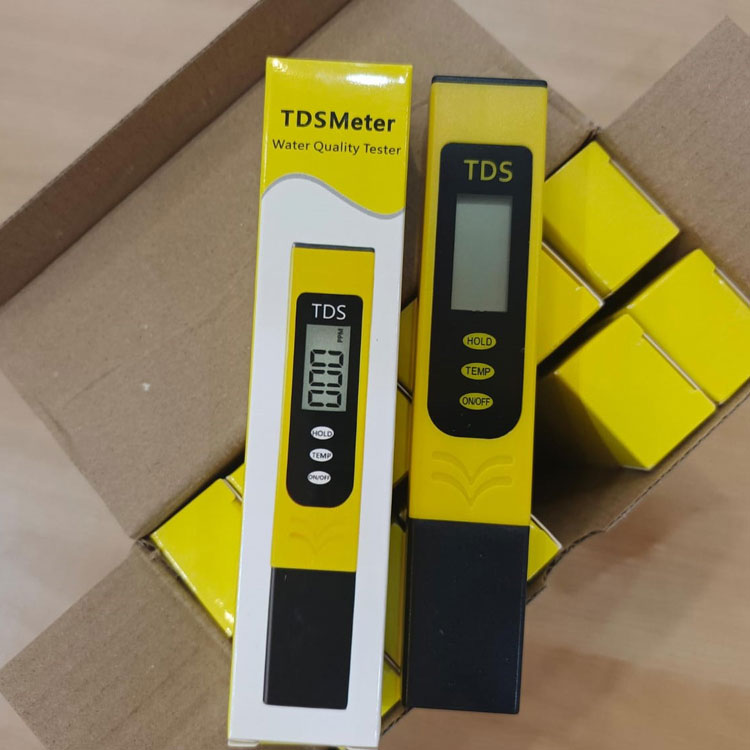 TDSMeter
Water Quality Tester
TDS
000
PPM
HOLD
TEMP
ON/OFF
TDS
HOLD
TEMP
ON/OFF